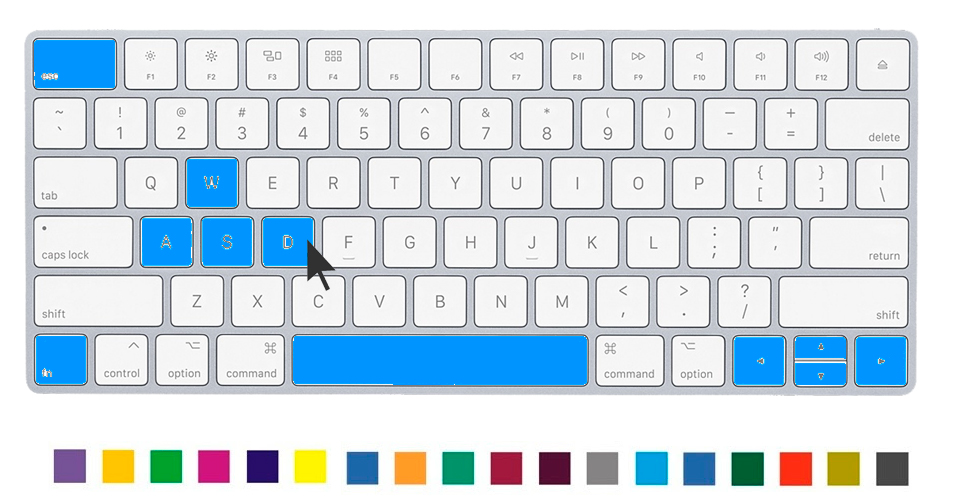 esc F1 F2 F3 F4 F5 F6 F7 F8 F9 F10 F11 F12
~ ! @ # $ % ^ & * ( ) — +
` 1 2 3 4 5 6 7 8 9 0 - = delete
tab Q W E R T Y U I O P { } |
[ ] \
caps lock A S D F G H J K L : " return
; '
shift Z X C V B N M < > ? shift
, . /
fn control option command command option